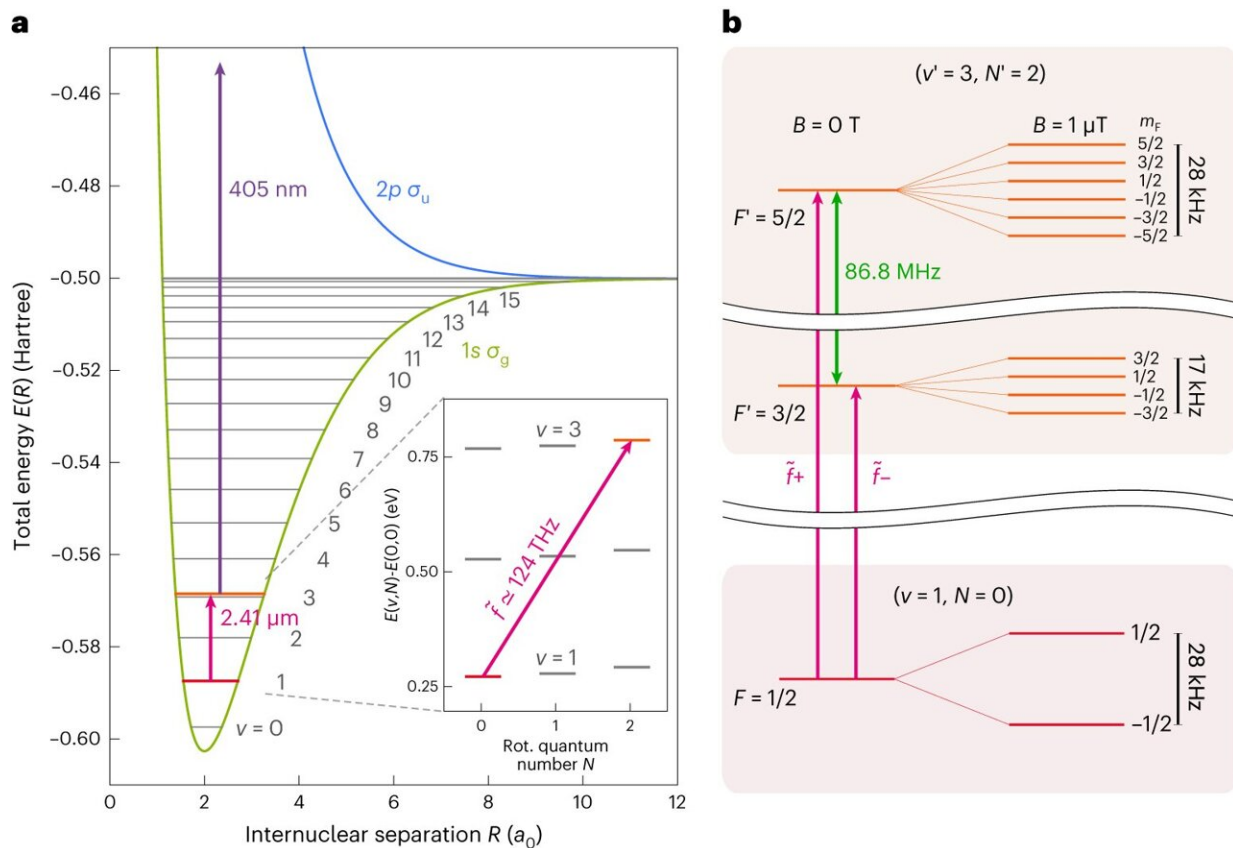 a
Total energy E(R) (Hartree)
−0.46
−0.48
−0.50
−0.52
−0.54
−0.56
−0.58
−0.60
0
2
4
6
8
10
12
Internuclear separation R (a₀)
405 nm
2p σᵤ
1s σ_g
15
14
13
12
11
10
9
8
7
6
5
4
3
2
1
v = 0
2.41 µm
E(v,N)-E(0,0) (eV)
0.75
0.50
0.25
v = 3
v = 1
f̃ ≃ 124 THz
0
1
2
Rot. quantum
number N
b
(v' = 3, N' = 2)
B = 0 T
B = 1 µT
m_F
5/2
3/2
1/2
−1/2
−3/2
−5/2
28 kHz
F' = 5/2
86.8 MHz
3/2
1/2
−1/2
−3/2
17 kHz
F' = 3/2
f̃+
f̃−
(v = 1, N = 0)
1/2
−1/2
28 kHz
F = 1/2